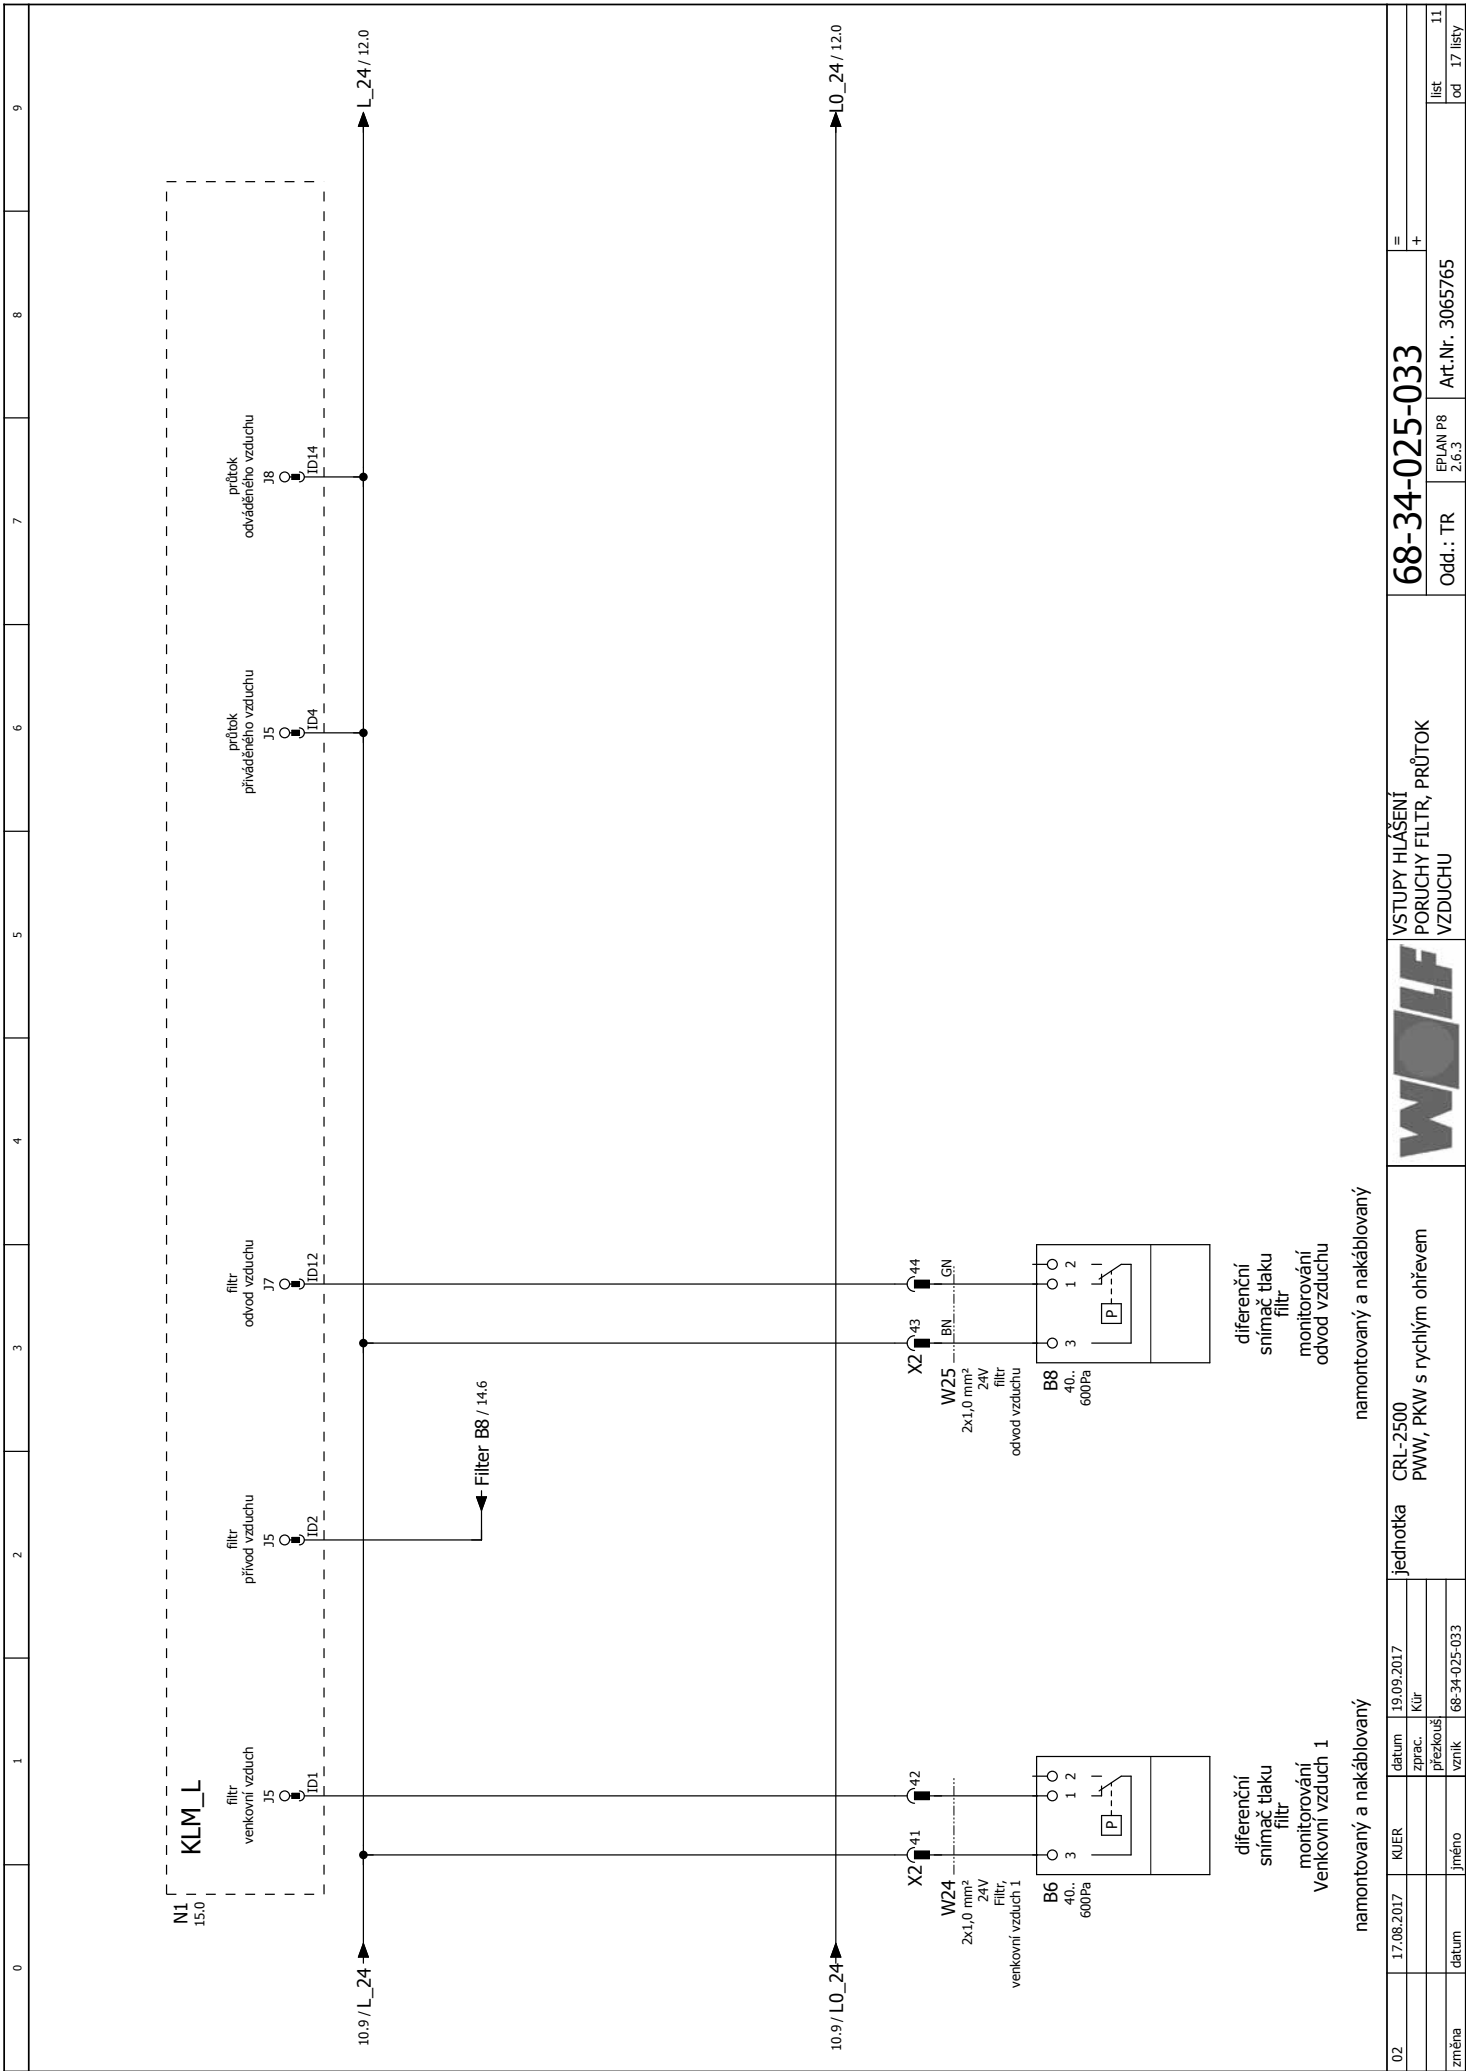 0 1 2 3 4 5 6 7 8 9
N1
15.0
KLM_L
filtr
venkovní vzduch
J5
ID1
filtr
přívod vzduchu
J5
ID2
filtr
odvod vzduchu
J7
ID12
průtok
přiváděného vzduchu
J5
ID4
průtok
odváděného vzduchu
J8
ID14
10.9 / L_24
L_24 / 12.0
Filter B8 / 14.6
10.9 / L0_24
L0_24 / 12.0
X2 41 42
W24
2x1,0 mm²
24V
Filtr,
venkovní vzduch 1
B6
40..
600Pa
3 1 2
P
X2 43 44
BN GN
W25
2x1,0 mm²
24V
filtr
odvod vzduchu
B8
40..
600Pa
3 1 2
P
diferenční
snímač tlaku
filtr
monitorování
Venkovní vzduch 1
namontovaný a nakáblovaný
diferenční
snímač tlaku
filtr
monitorování
odvod vzduchu
namontovaný a nakáblovaný
02 17.08.2017 KUER
změna datum jméno
datum 19.09.2017
zprac. Kür
přezkouš.
vznik 68-34-025-033
jednotka CRL-2500
PWW, PKW s rychlým ohřevem
WOLF
VSTUPY HLÁŠENÍ
PORUCHY FILTR, PRŮTOK
VZDUCHU
68-34-025-033
=
+
Odd.: TR
EPLAN P8
2.6.3
Art.Nr. 3065765
list 11
od 17 listy